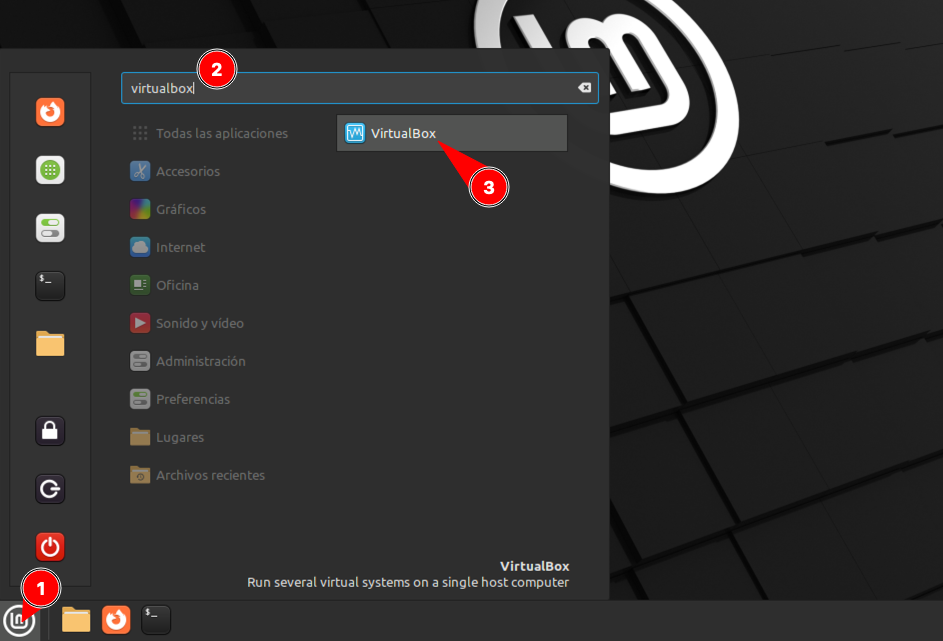 2
virtualbox
Todas las aplicaciones
VirtualBox
Accesorios
3
Gráficos
Internet
Oficina
Sonido y vídeo
Administración
Preferencias
Lugares
Archivos recientes
VirtualBox
Run several virtual systems on a single host computer
1
$_
$_